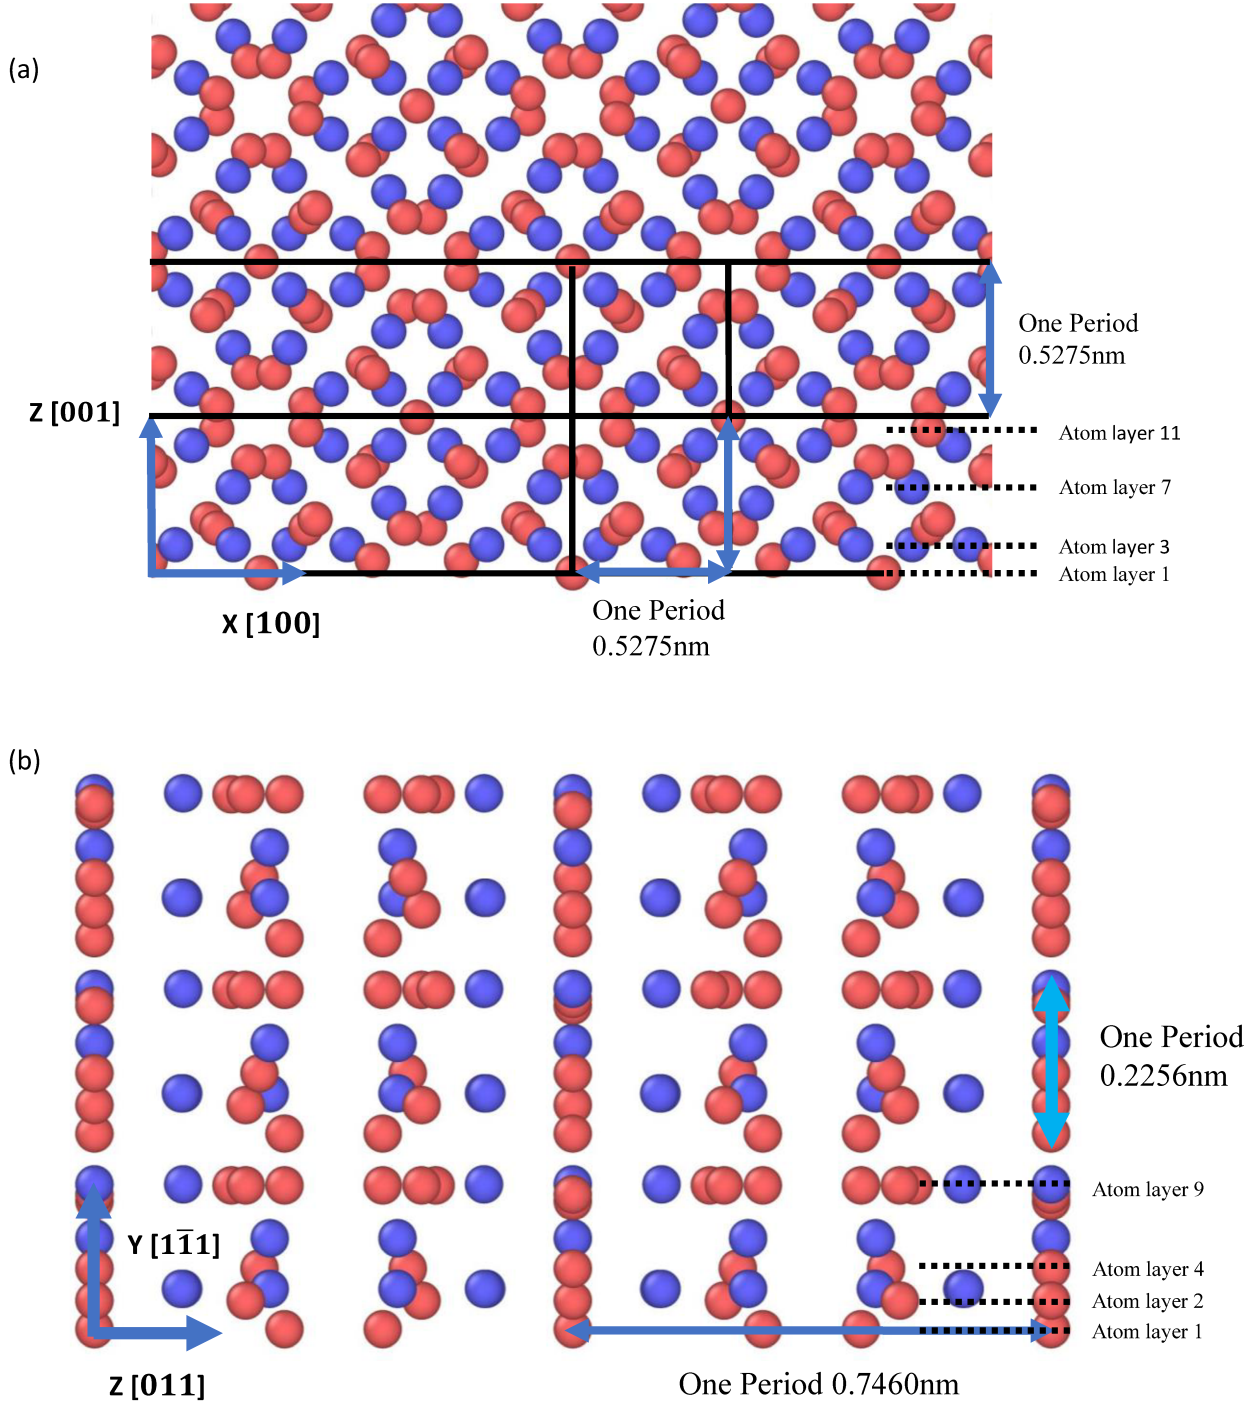 (a)
One Period
0.5275nm
Z [001]
Atom layer 11
Atom layer 7
Atom layer 3
Atom layer 1
X [100]
One Period
0.5275nm
(b)
One Period
0.2256nm
Atom layer 9
Y [11̅1]
Atom layer 4
Atom layer 2
Atom layer 1
Z [011]
One Period 0.7460nm